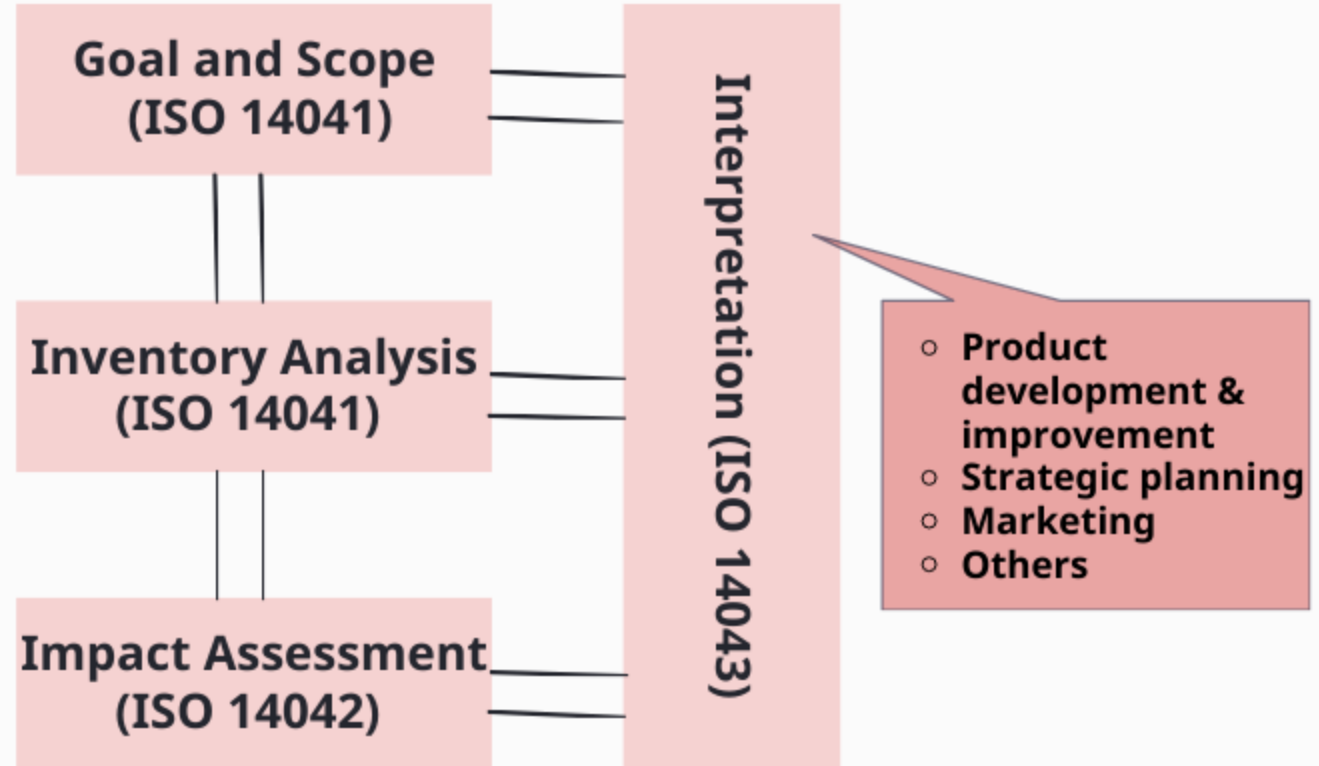 Goal and Scope
(ISO 14041)
Interpretation (ISO 14043)
Inventory Analysis
(ISO 14041)
Impact Assessment
(ISO 14042)
○ Product
development &
improvement
○ Strategic planning
○ Marketing
○ Others